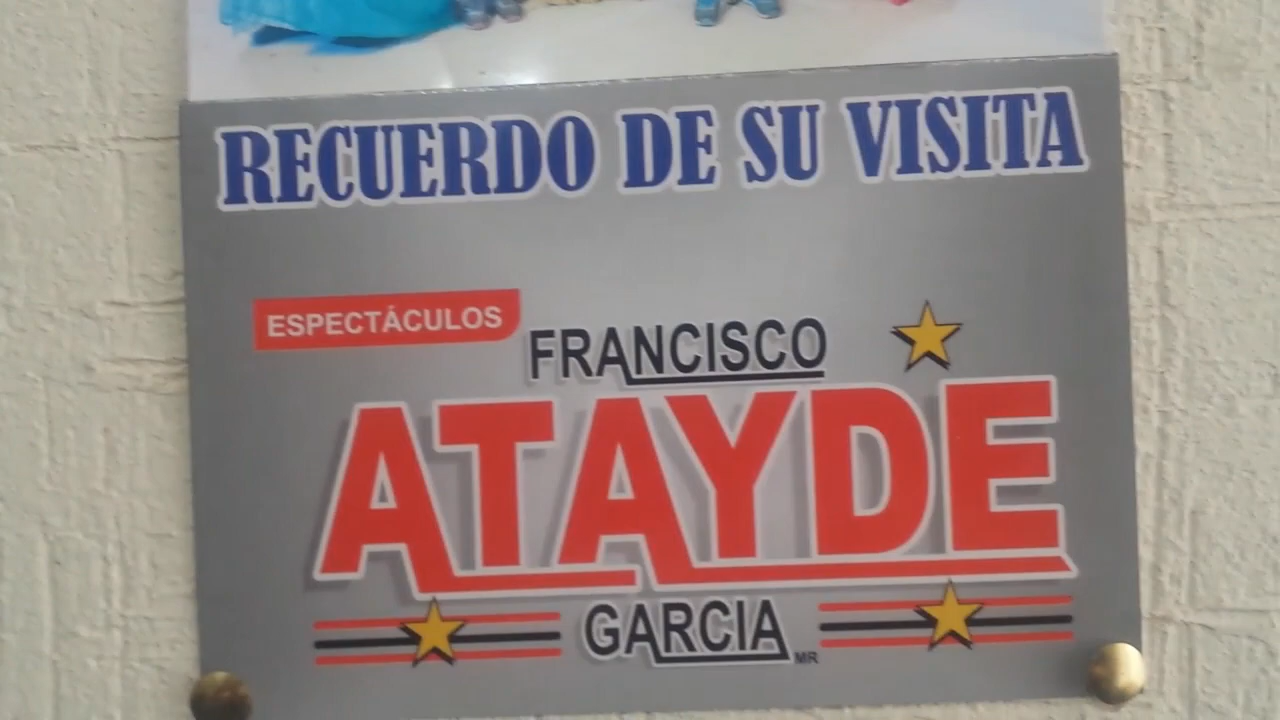 RECUERDO DE SU VISITA
ESPECTÁCULOS
FRANCISCO
ATAYDE
GARCIA MR